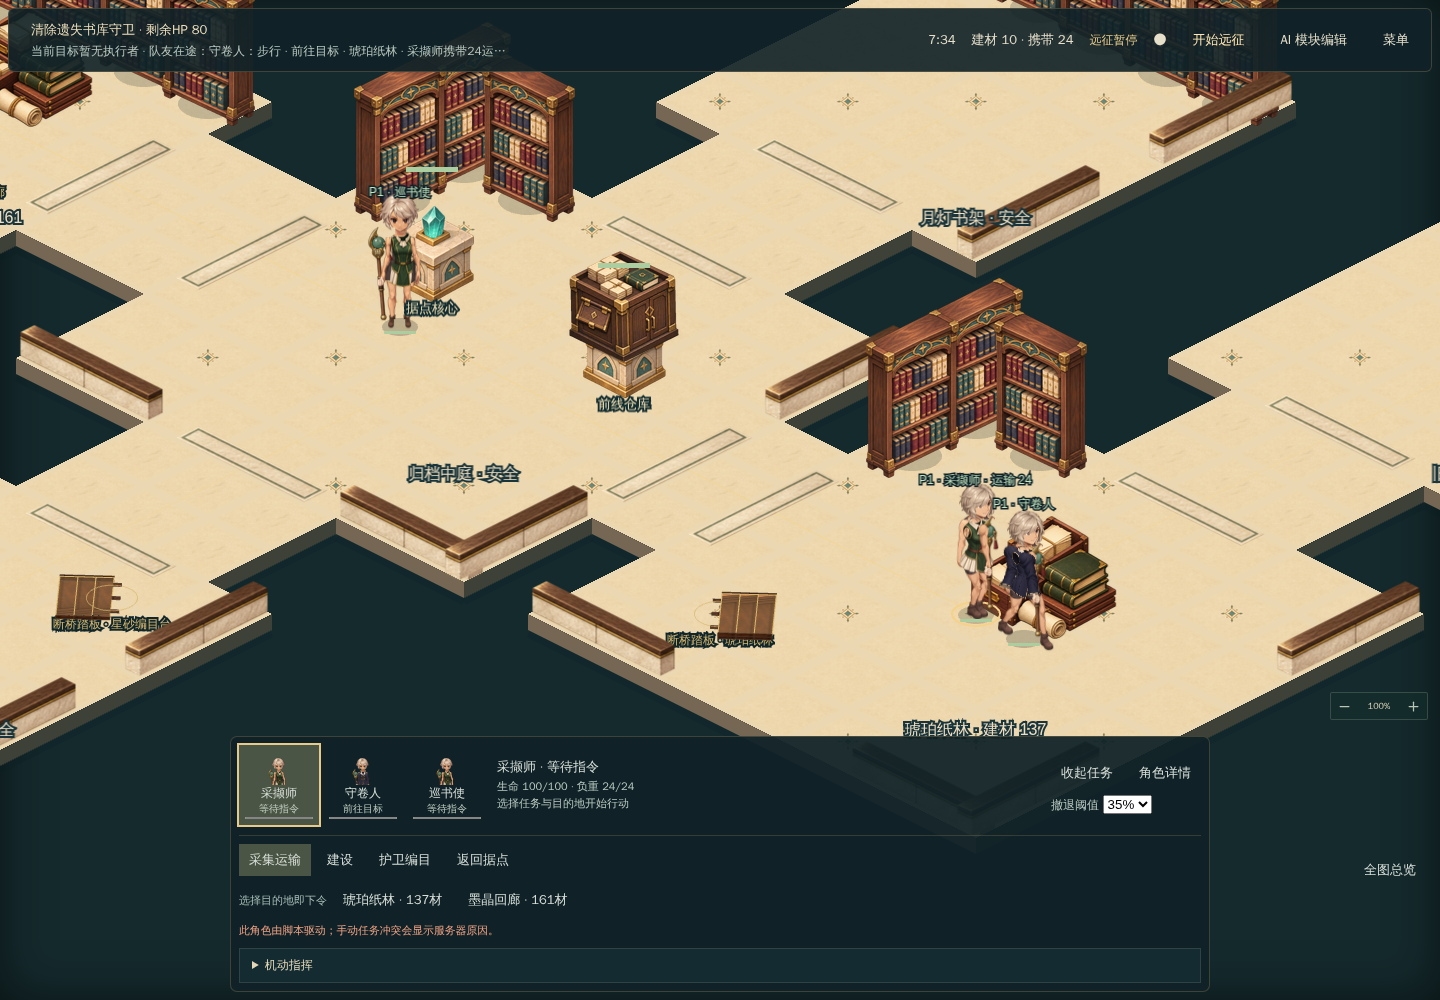 清除遗失书库守卫 · 剩余HP 80
当前目标暂无执行者 · 队友在途：守卷人：步行 · 前往目标 · 琥珀纸林 · 采撷师携带24运…
7:34 建材 10 · 携带 24 远征暂停 开始远征 AI 模块编辑 菜单
P1 · 巡书使
161
月灯书架 · 安全
据点核心
前线仓库
归档中庭 · 安全
P1 · 采撷师 · 运输 24
P1 · 守卷人
断桥踏板 · 星砂编目台
断桥踏板 · 琥珀纸林
全
琥珀纸林 · 建材 137
100%
采撷师
等待指令
守卷人
前往目标
巡书使
等待指令
采撷师 · 等待指令
生命 100/100 · 负重 24/24
选择任务与目的地开始行动
收起任务 角色详情
撤退阈值 35%
采集运输 建设 护卫编目 返回据点
选择目的地即下令 琥珀纸林 · 137材 墨晶回廊 · 161材
此角色由脚本驱动；手动任务冲突会显示服务器原因。
机动指挥
全图总览